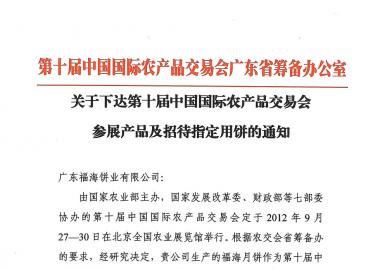 第十届中国国际农产品交易会广东省筹备办公室
关于下达第十届中国国际农产品交易会
参展产品及招待指定用饼的通知
广东福海饼业有限公司：
由国家农业部主办，国家发展改革委、财政部等七部委
协办的第十届中国国际农产品交易会定于 2012 年 9 月
27—30 日在北京全国农业展览馆举行。根据农交会省筹备办
的要求，经研究决定，贵公司生产的福海月饼作为第十届中